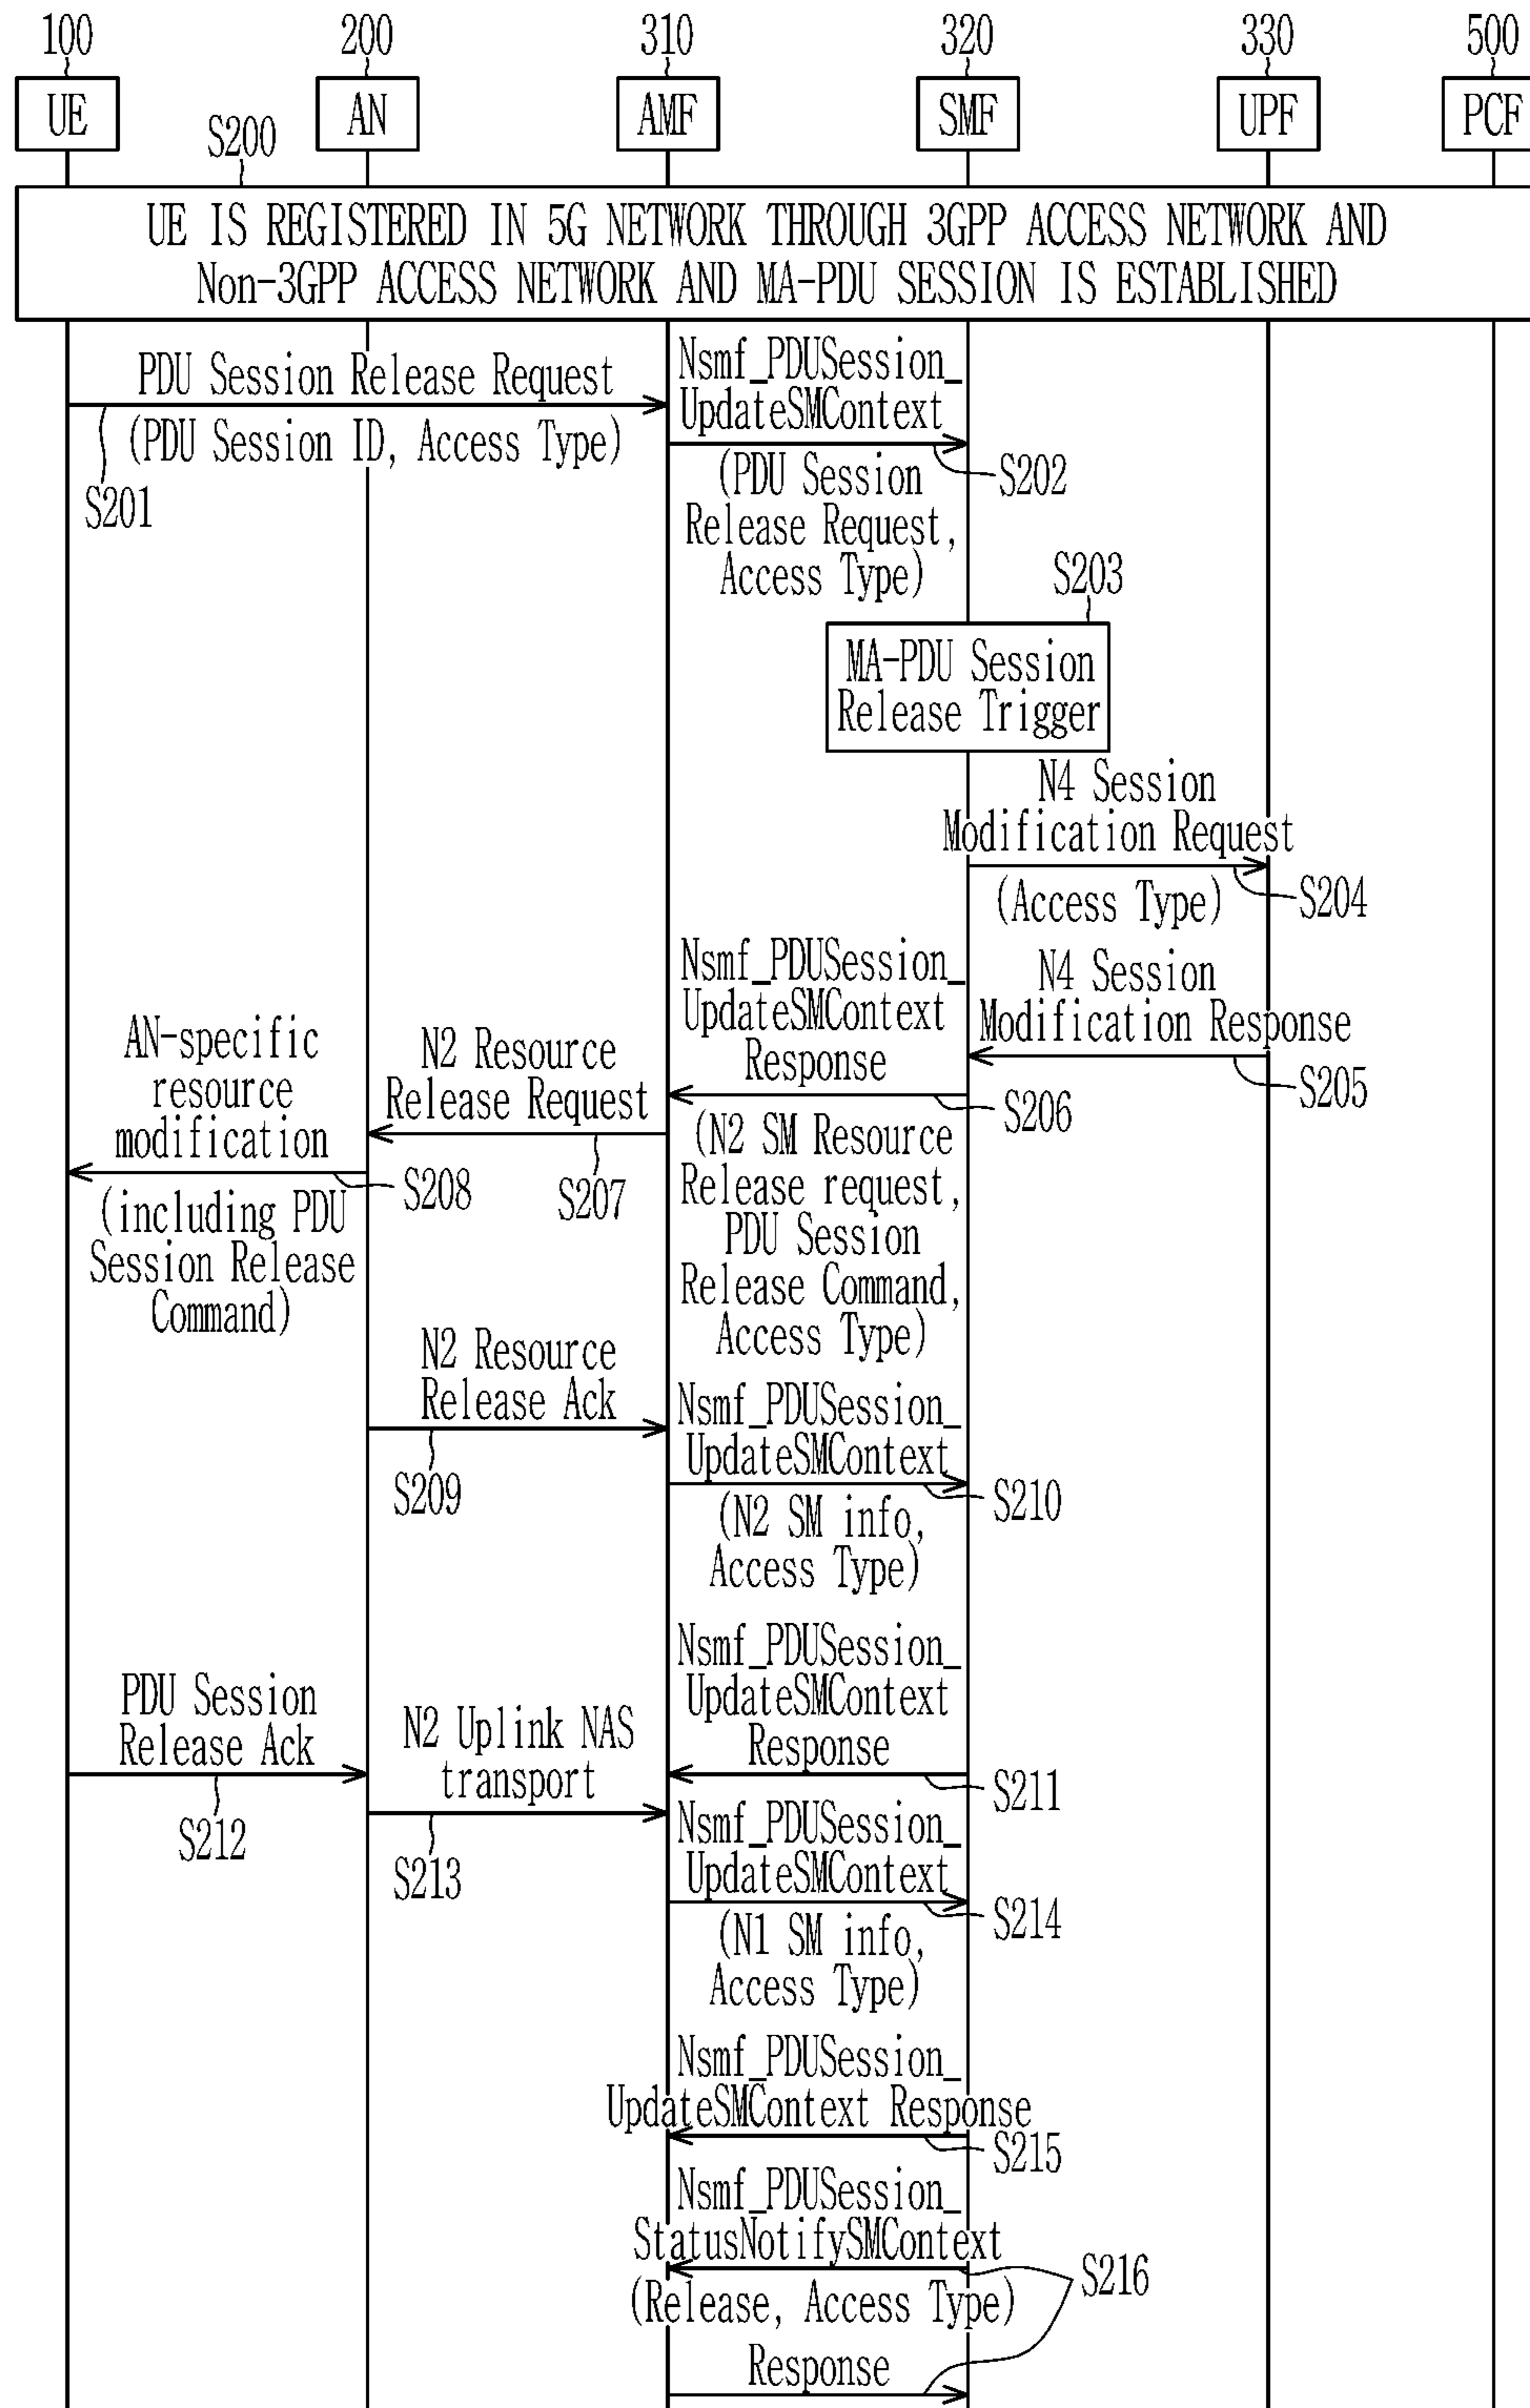 100
200
310
320
330
500
UE
AN
AMF
SMF
UPF
PCF
S200
UE IS REGISTERED IN 5G NETWORK THROUGH 3GPP ACCESS NETWORK AND
Non-3GPP ACCESS NETWORK AND MA-PDU SESSION IS ESTABLISHED
PDU Session Release Request
(PDU Session ID, Access Type)
S201
Nsmf_PDUSession_
UpdateSMContext
(PDU Session
Release Request,
Access Type)
S202
S203
MA-PDU Session
Release Trigger
N4 Session
Modification Request
(Access Type)
S204
N4 Session
Modification Response
S205
Nsmf_PDUSession_
UpdateSMContext
Response
S206
(N2 SM Resource
Release request,
PDU Session
Release Command,
Access Type)
N2 Resource
Release Request
S207
AN-specific
resource
modification
S208
(including PDU
Session Release
Command)
N2 Resource
Release Ack
S209
Nsmf_PDUSession_
UpdateSMContext
S210
(N2 SM info,
Access Type)
Nsmf_PDUSession_
UpdateSMContext
Response
S211
PDU Session
Release Ack
S212
N2 Uplink NAS
transport
S213
Nsmf_PDUSession_
UpdateSMContext
S214
(N1 SM info,
Access Type)
Nsmf_PDUSession_
UpdateSMContext Response
S215
Nsmf_PDUSession_
StatusNotifySMContext
(Release, Access Type)
S216
Response